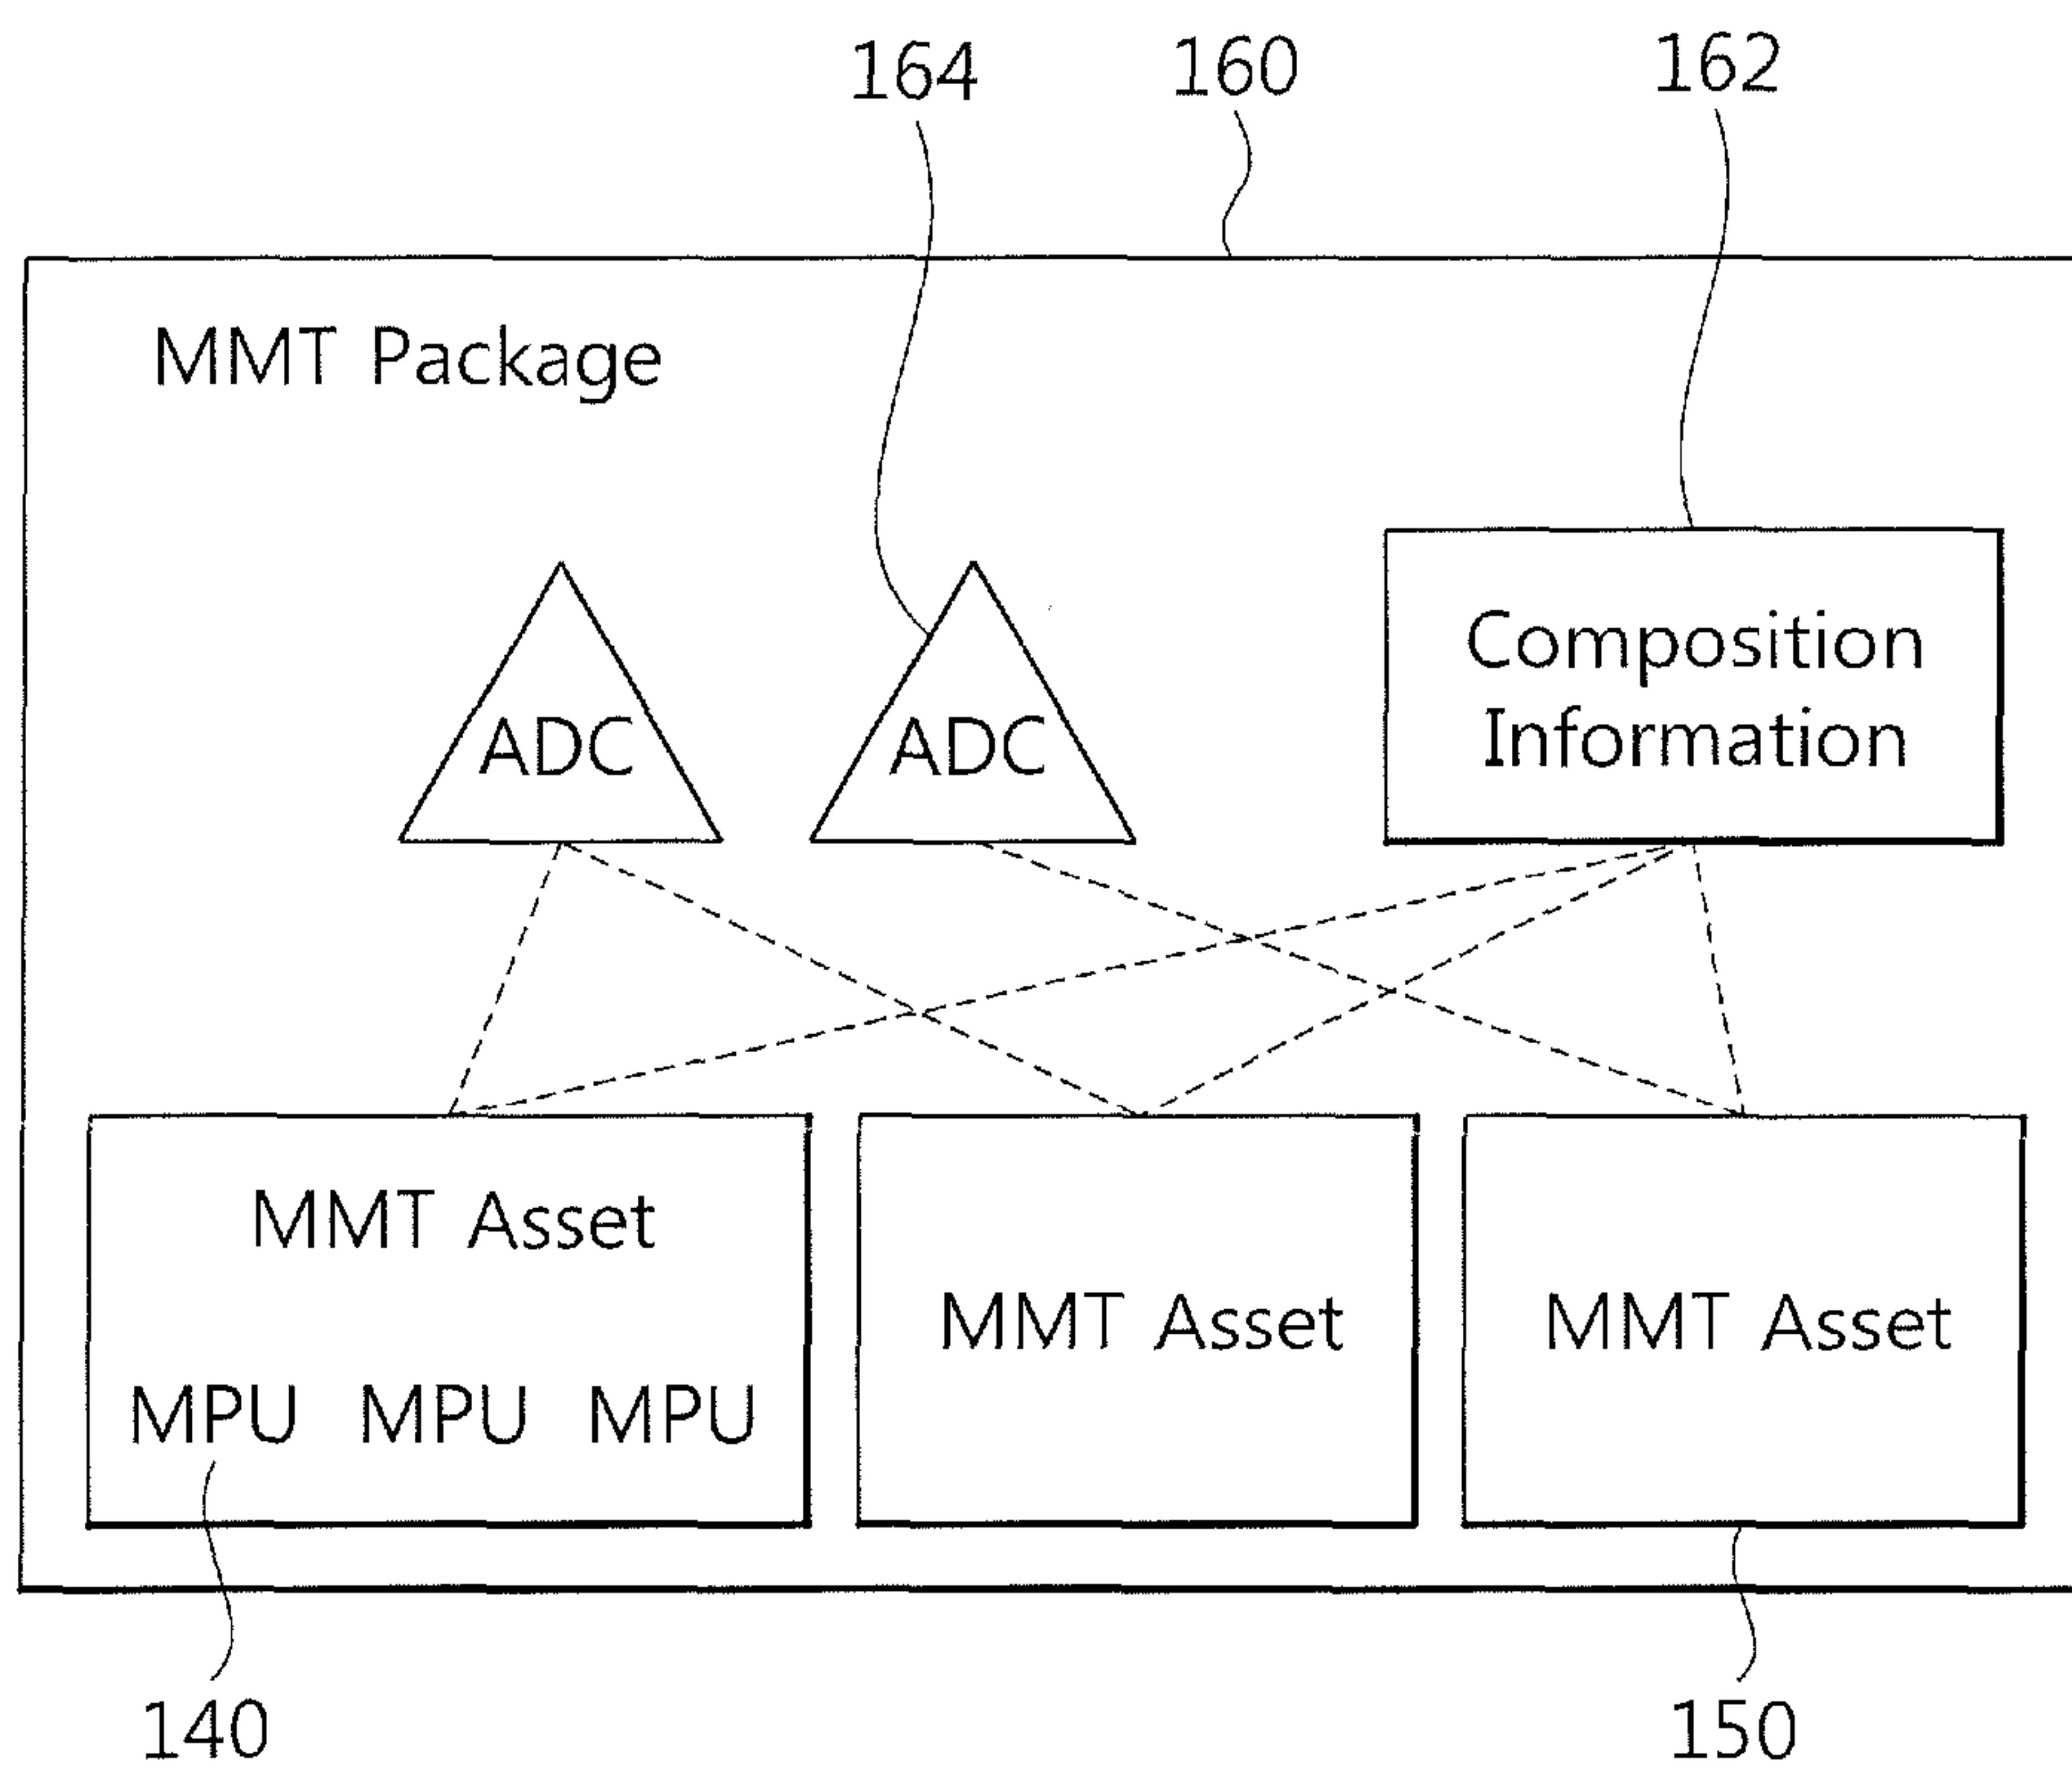 164 160 162
MMT Package
ADC ADC
Composition
Information
MMT Asset
MPU MPU MPU
MMT Asset
MMT Asset
140 150